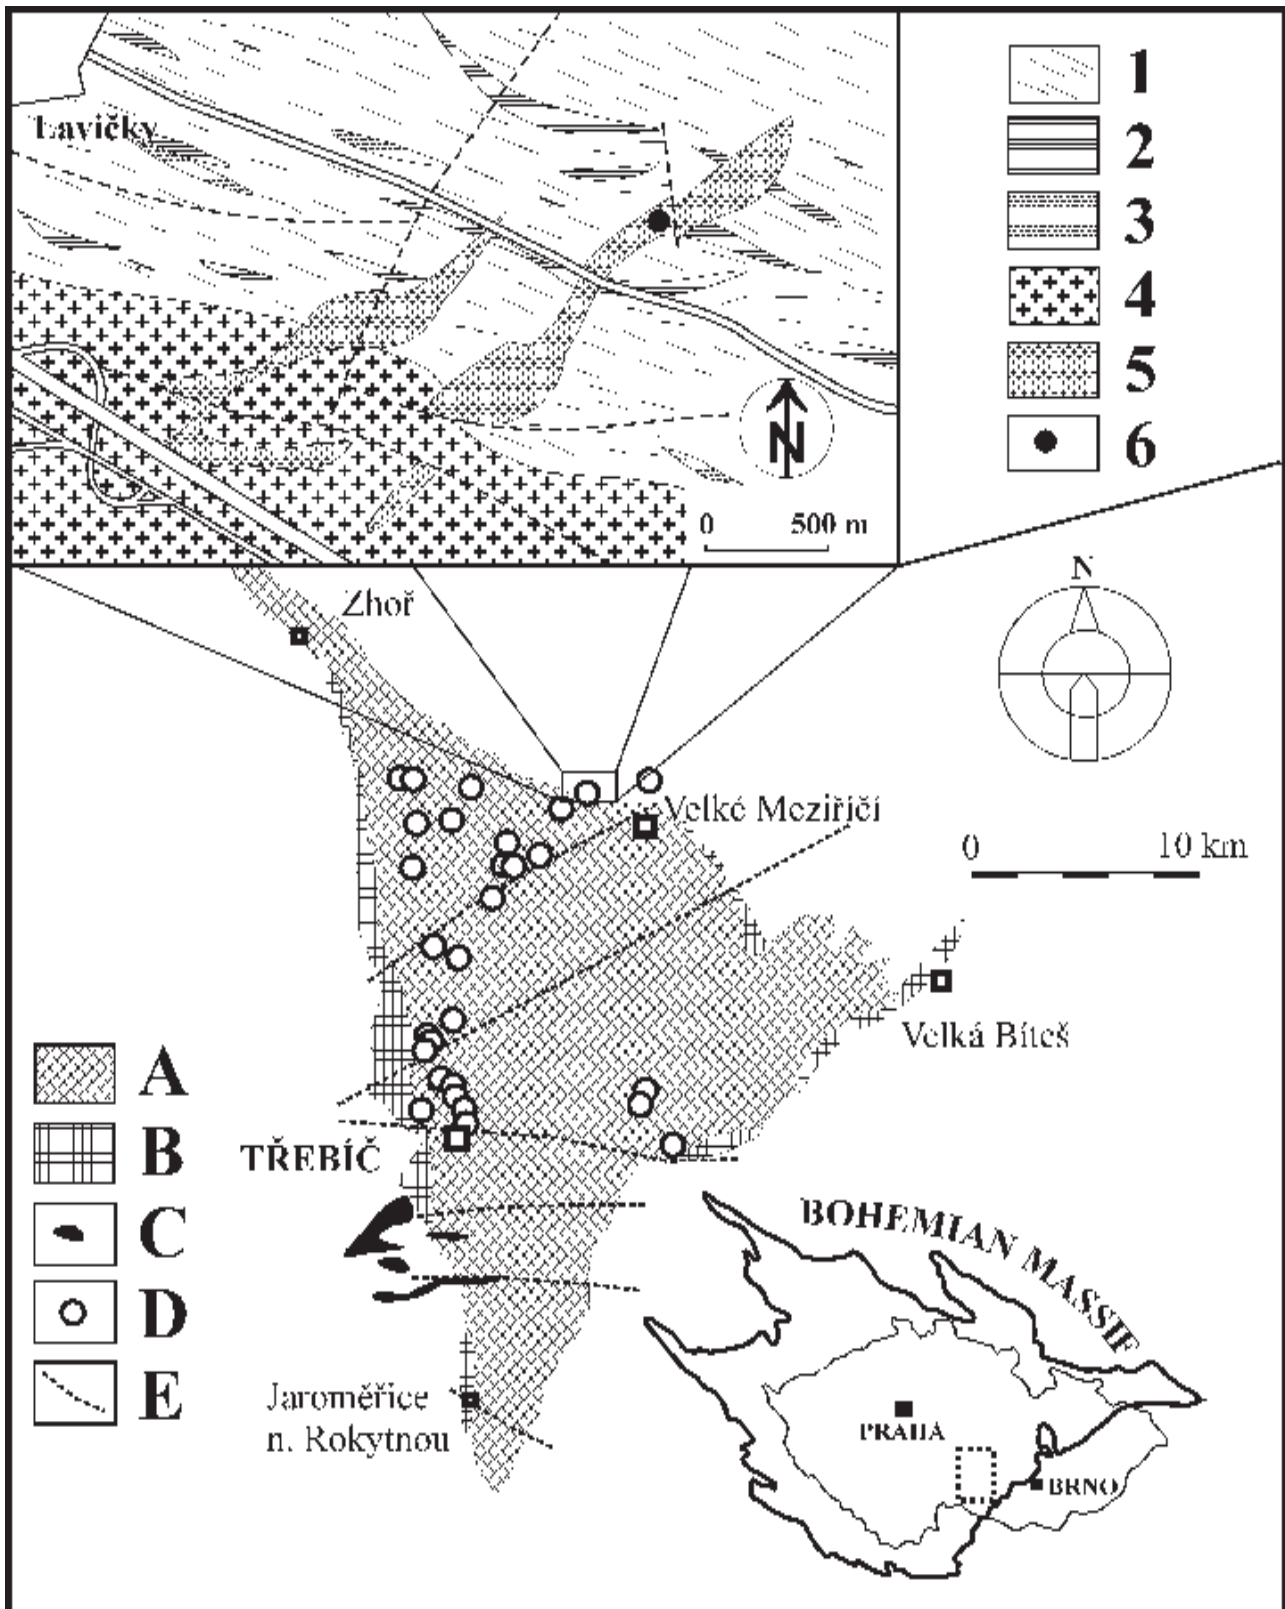 Lavičky
1
2
3
4
5
6
N
0 500 m
Zhoř
N
Velké Meziříčí
0 10 km
Velká Bíteš
A
B
C
D
E
TŘEBÍČ
Jaroměřice
n. Rokytnou
BOHEMIAN MASSIF
PRAHA
BRNO